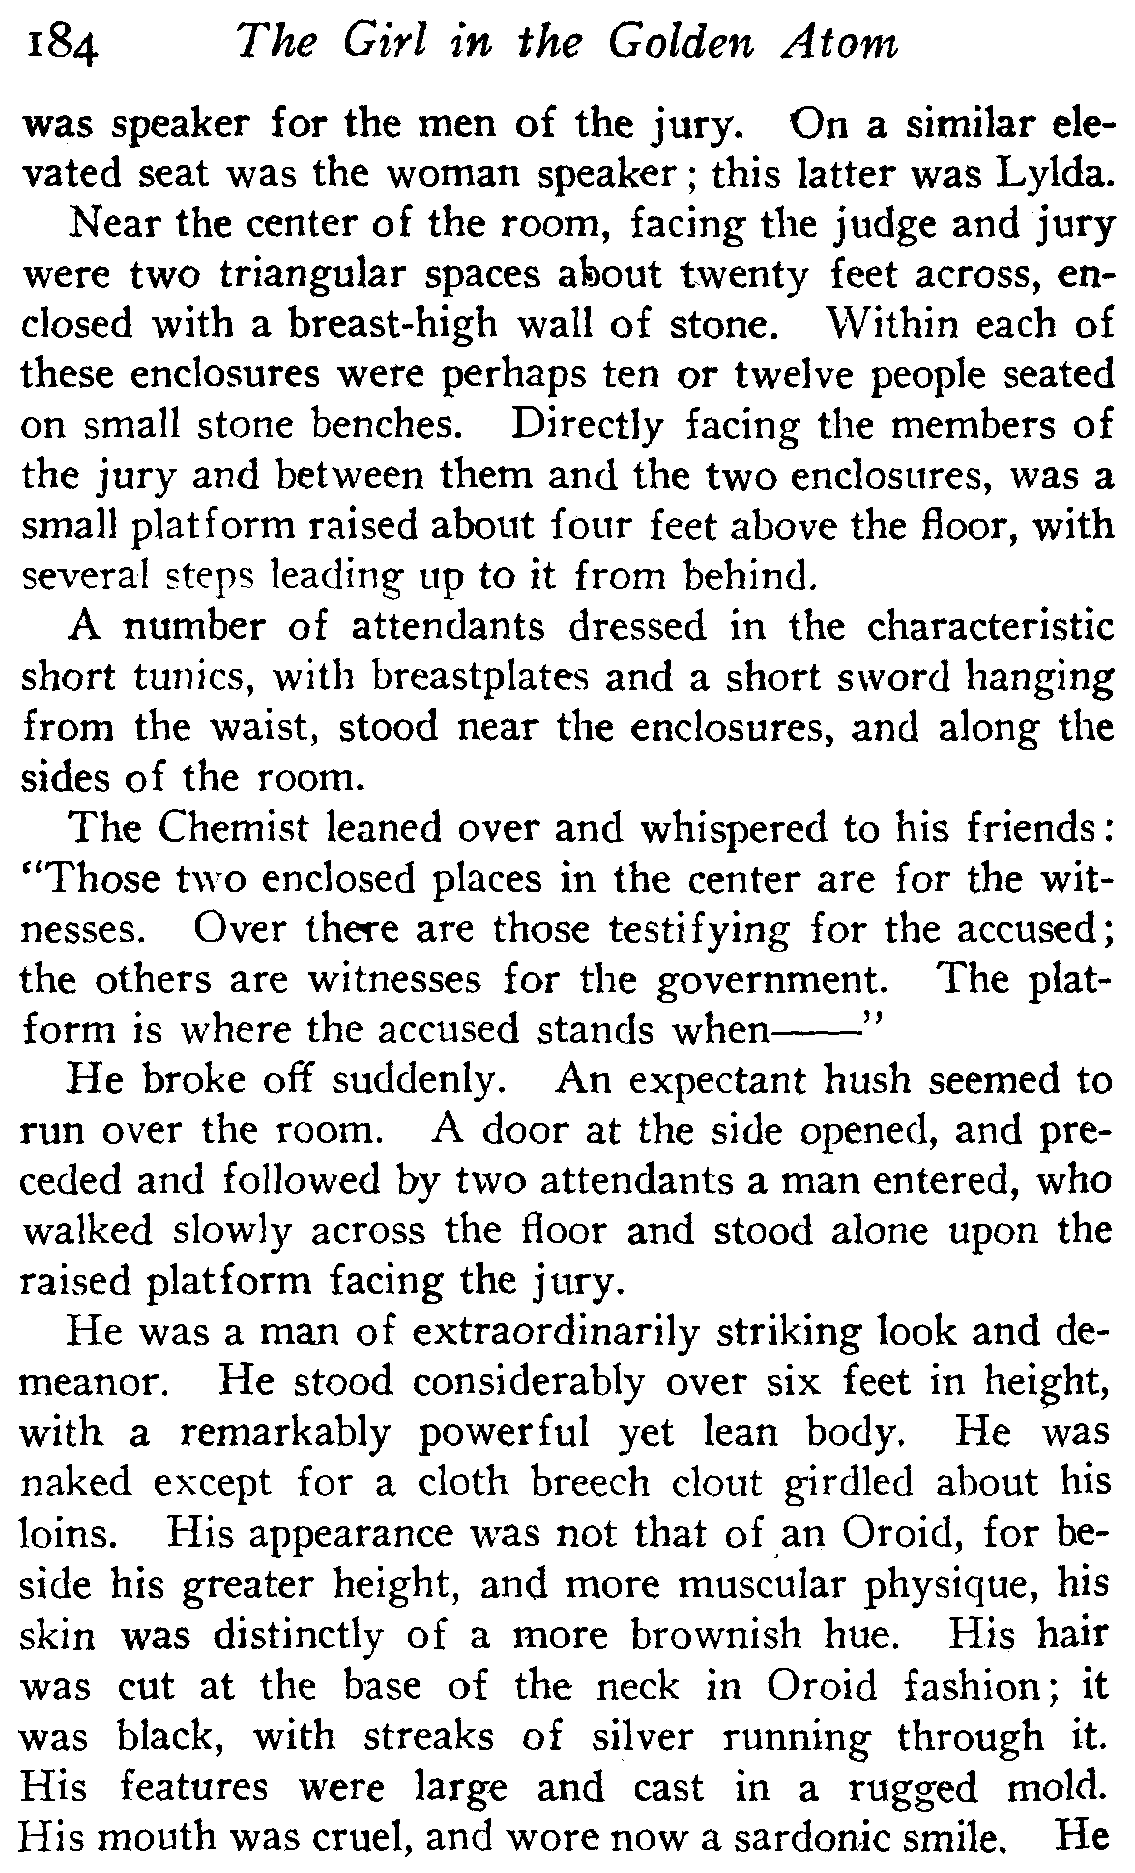 184 The Girl in the Golden Atom
was speaker for the men of the jury. On a similar ele-
vated seat was the woman speaker; this latter was Lylda.
Near the center of the room, facing the judge and jury
were two triangular spaces about twenty feet across, en-
closed with a breast-high wall of stone. Within each of
these enclosures were perhaps ten or twelve people seated
on small stone benches. Directly facing the members of
the jury and between them and the two enclosures, was a
small platform raised about four feet above the floor, with
several steps leading up to it from behind.
A number of attendants dressed in the characteristic
short tunics, with breastplates and a short sword hanging
from the waist, stood near the enclosures, and along the
sides of the room.
The Chemist leaned over and whispered to his friends:
"Those two enclosed places in the center are for the wit-
nesses. Over there are those testifying for the accused;
the others are witnesses for the government. The plat-
form is where the accused stands when——"
He broke off suddenly. An expectant hush seemed to
run over the room. A door at the side opened, and pre-
ceded and followed by two attendants a man entered, who
walked slowly across the floor and stood alone upon the
raised platform facing the jury.
He was a man of extraordinarily striking look and de-
meanor. He stood considerably over six feet in height,
with a remarkably powerful yet lean body. He was
naked except for a cloth breech clout girdled about his
loins. His appearance was not that of an Oroid, for be-
side his greater height, and more muscular physique, his
skin was distinctly of a more brownish hue. His hair
was cut at the base of the neck in Oroid fashion; it
was black, with streaks of silver running through it.
His features were large and cast in a rugged mold.
His mouth was cruel, and wore now a sardonic smile. He